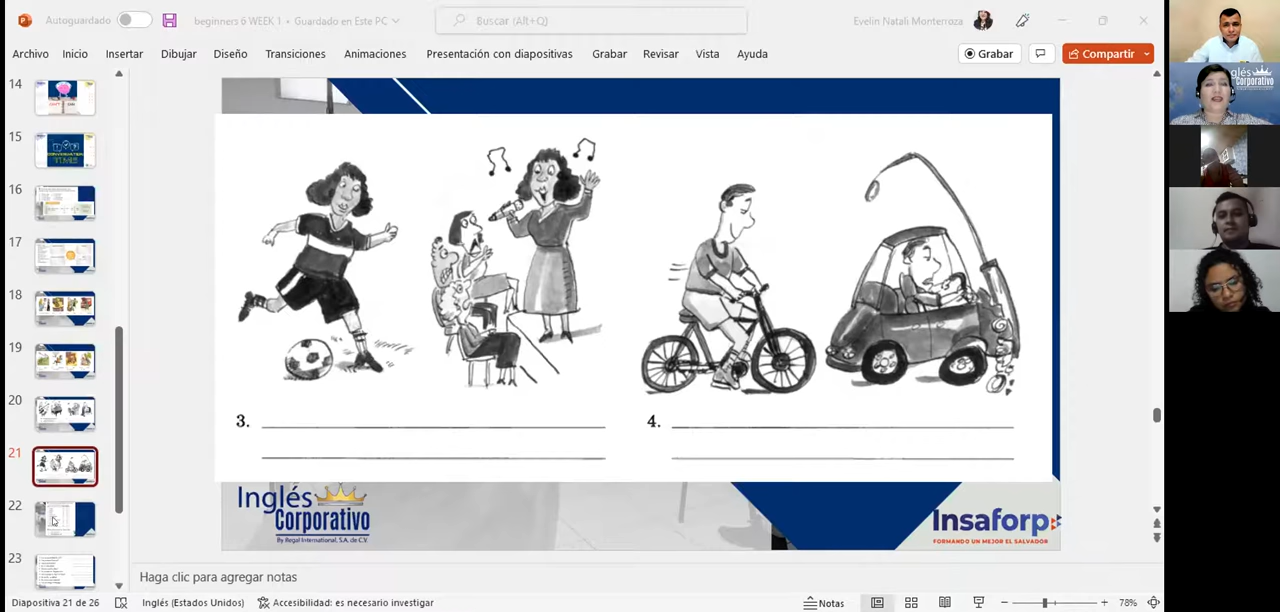 Autoguardado
beginners 6 WEEK 1 • Guardado en Este PC
Buscar (Alt+Q)
Evelin Natali Monterroza
Archivo Inicio Insertar Dibujar Diseño Transiciones Animaciones Presentación con diapositivas Grabar Revisar Vista Ayuda
Grabar
Compartir
14
15
16
17
18
19
20
21
22
23
3.
4.
Inglés
Corporativo
By Regal International, S.A. de C.V.
Insaforp
FORMANDO UN MEJOR EL SALVADOR
Haga clic para agregar notas
Diapositiva 21 de 26
Inglés (Estados Unidos)
Accesibilidad: es necesario investigar
Notas
78%
glés
Corporativo